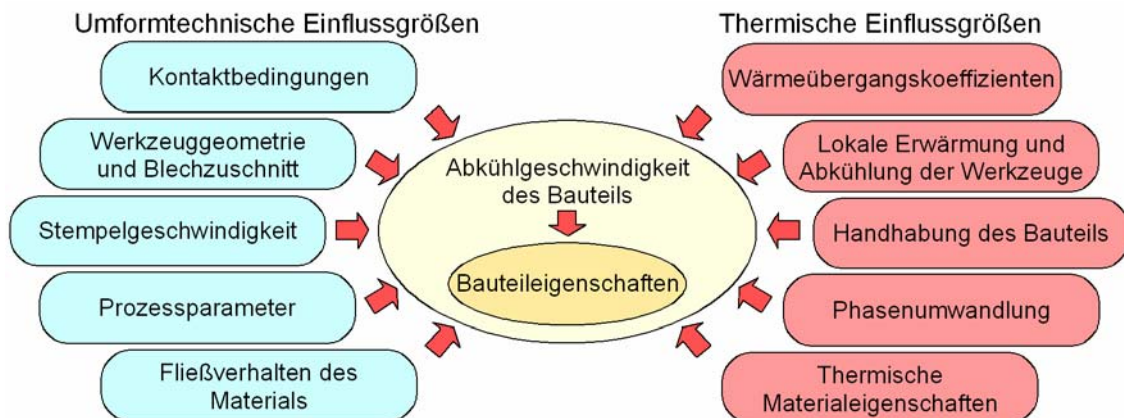 Umformtechnische Einflussgrößen
Kontaktbedingungen
Werkzeuggeometrie
und Blechzuschnitt
Stempelgeschwindigkeit
Prozessparameter
Fließverhalten des
Materials
Abkühlgeschwindigkeit
des Bauteils
Bauteileigenschaften
Thermische Einflussgrößen
Wärmeübergangskoeffizienten
Lokale Erwärmung und
Abkühlung der Werkzeuge
Handhabung des Bauteils
Phasenumwandlung
Thermische
Materialeigenschaften